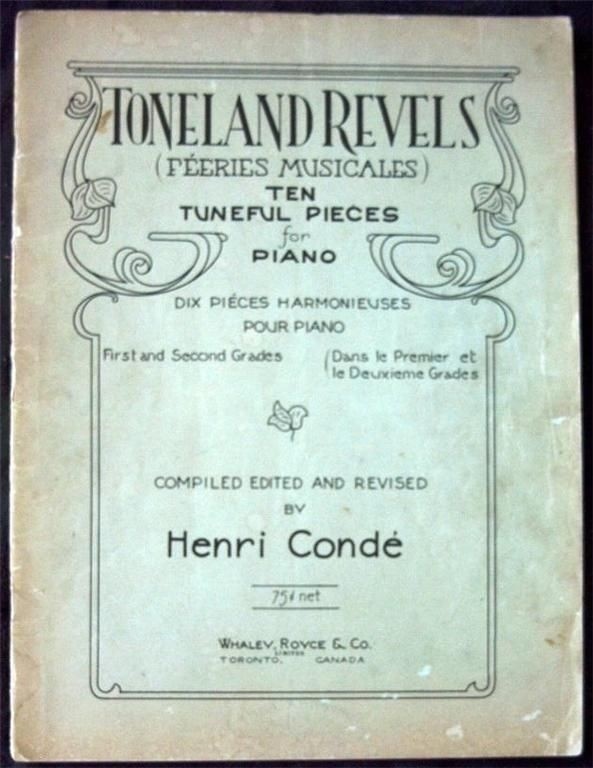 TONELAND REVELS
(FÉERIES MUSICALES)
TEN
TUNEFUL PIECES
for
PIANO
DIX PIÉCES HARMONIEUSES
POUR PIANO
First and Second Grades
(Dans le Premier et
le Deuxieme Grades
COMPILED EDITED AND REVISED
BY
Henri Condé
75¢ net
WHALEY, ROYCE & CO.
LIMITED
TORONTO, CANADA